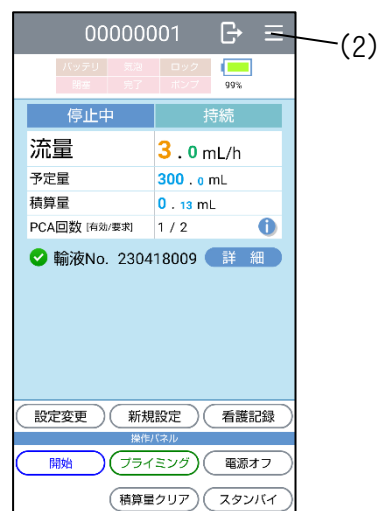 00000001
(2)
バッテリ 気泡 ロック
閉塞 完了 ポンプ 99%
停止中 持続
流量 3.0 mL/h
予定量 300.0 mL
積算量 0.13 mL
PCA回数 [有効/要求] 1 / 2 i
輸液No. 230418009 詳 細
設定変更 新規設定 看護記録
操作パネル
開始 プライミング 電源オフ
積算量クリア スタンバイ